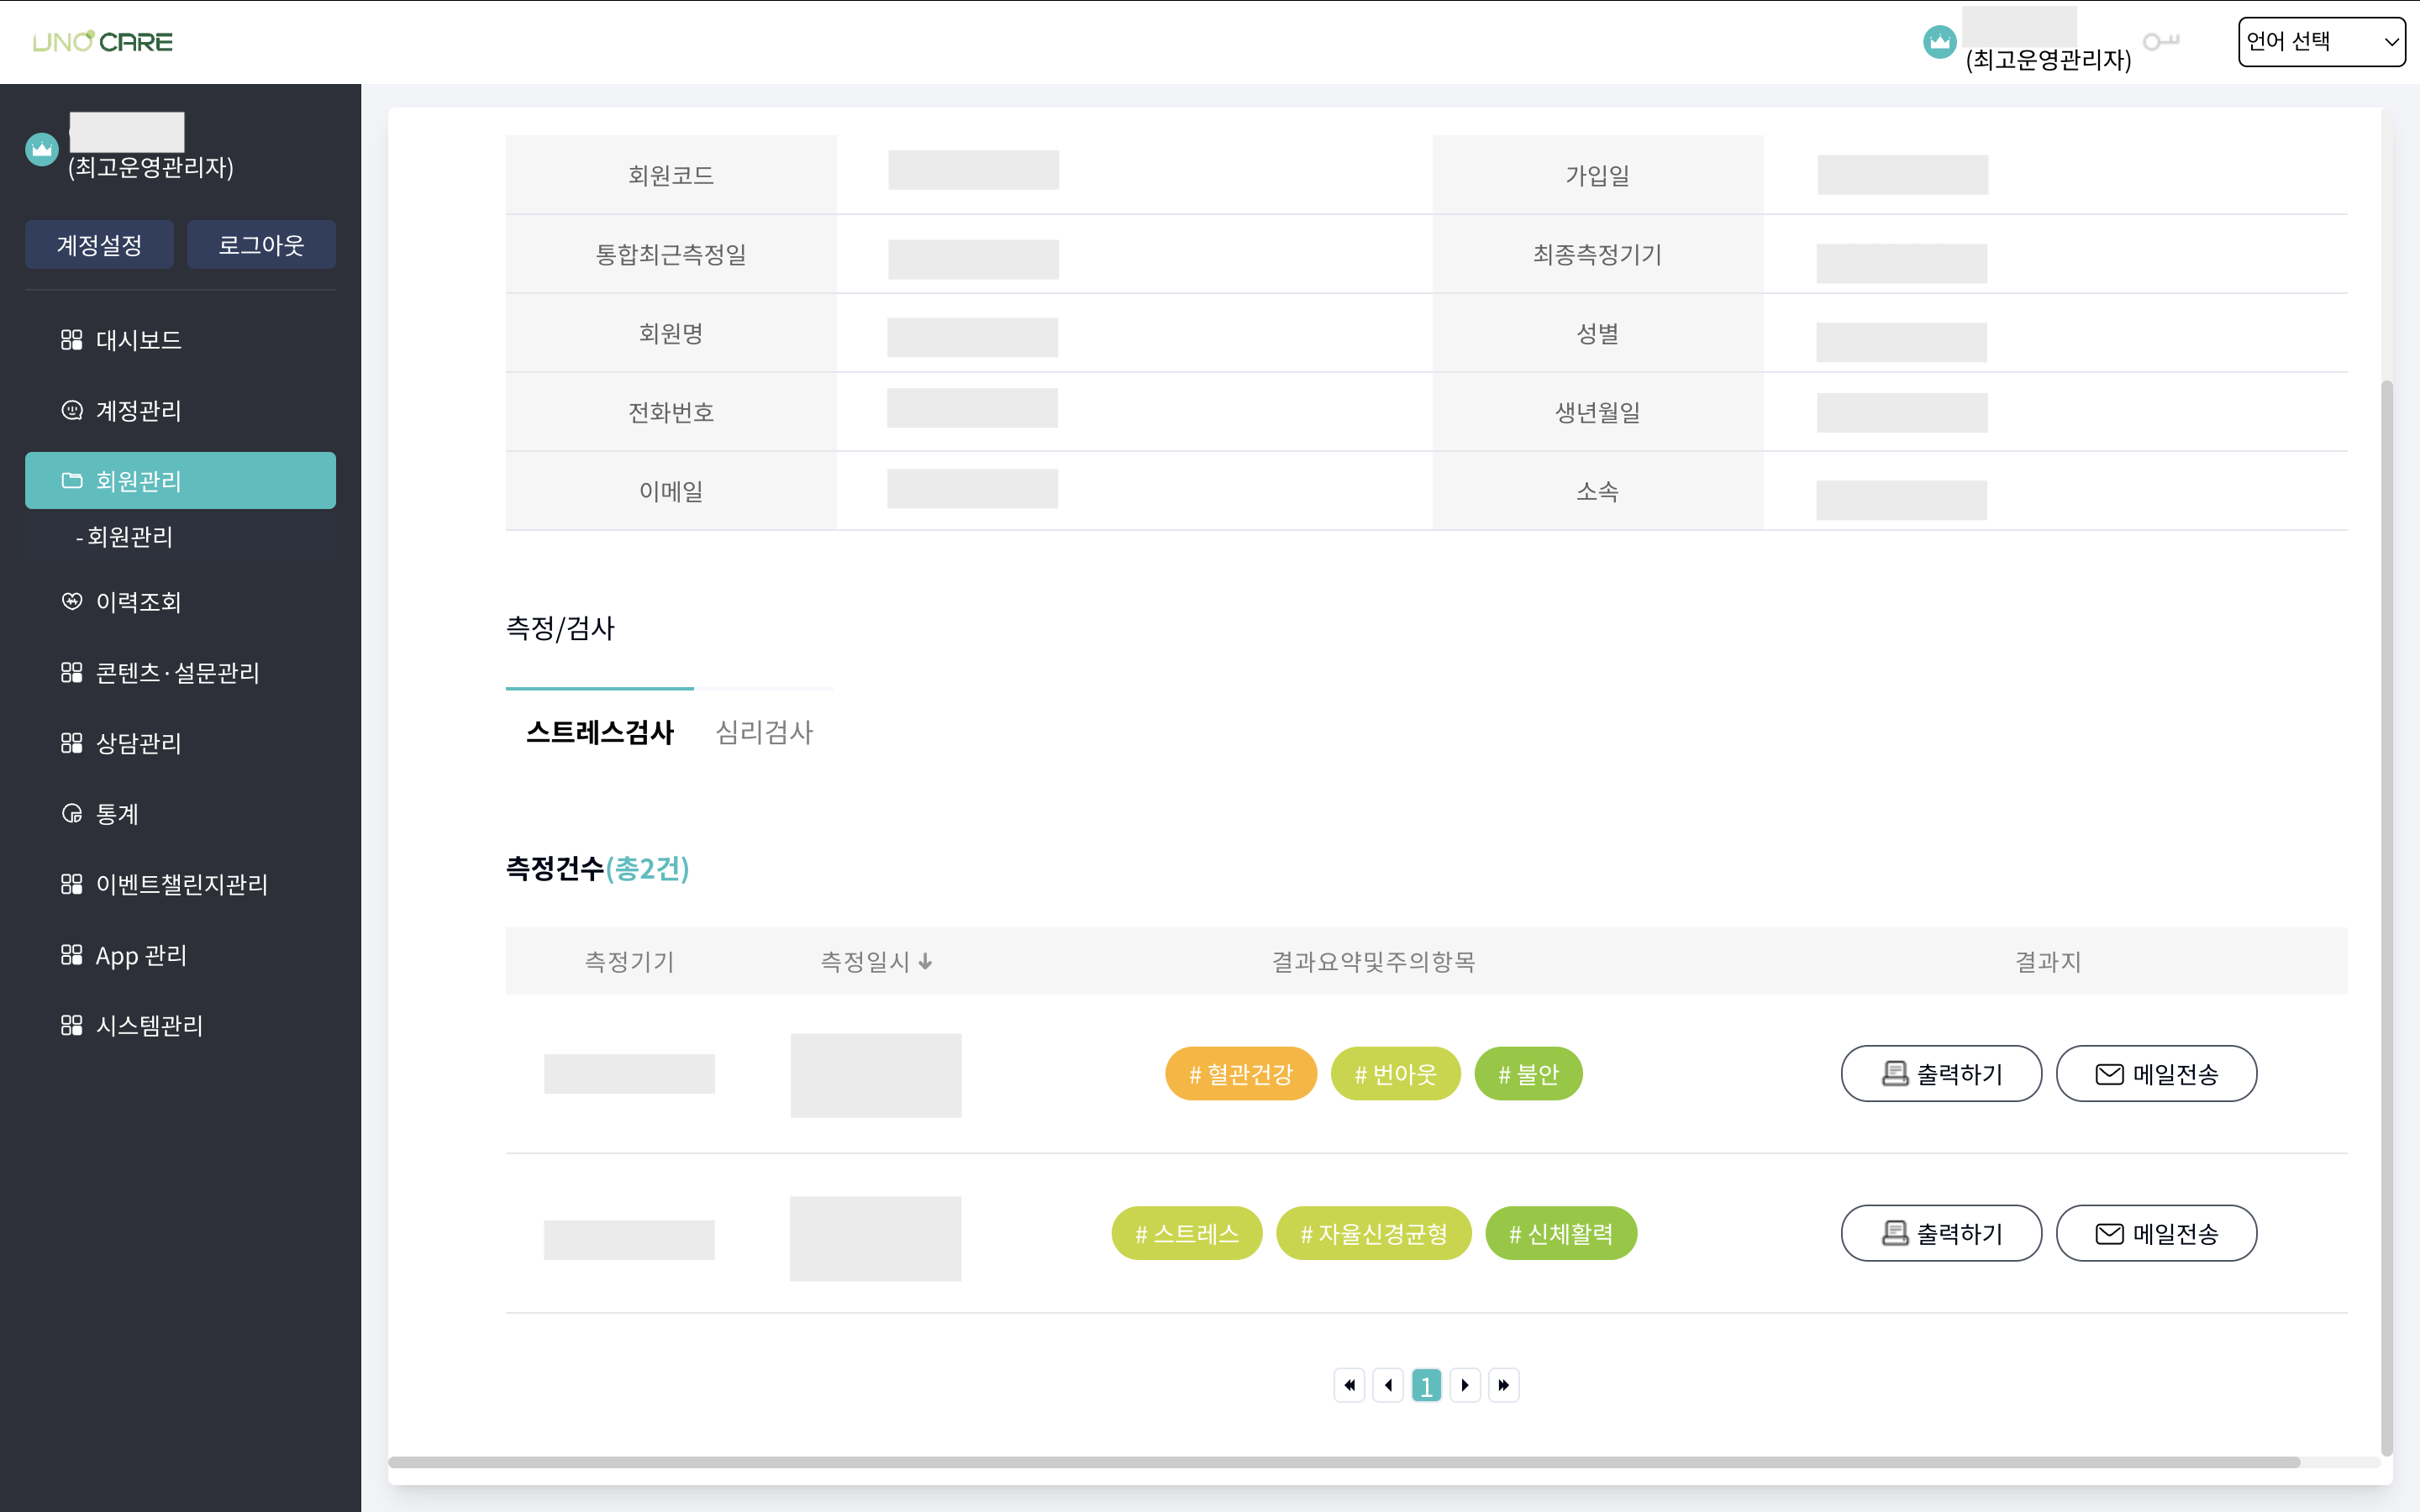 UNO CARE
(최고운영관리자)
언어 선택
(최고운영관리자)
계정설정
로그아웃
대시보드
계정관리
회원관리
- 회원관리
이력조회
콘텐츠·설문관리
상담관리
통계
이벤트챌린지관리
App 관리
시스템관리
회원코드
가입일
통합최근측정일
최종측정기기
회원명
성별
전화번호
생년월일
이메일
소속
측정/검사
스트레스검사
심리검사
측정건수(총2건)
측정기기
측정일시
결과요약및주의항목
결과지
# 혈관건강
# 번아웃
# 불안
출력하기
메일전송
# 스트레스
# 자율신경균형
# 신체활력
출력하기
메일전송
1